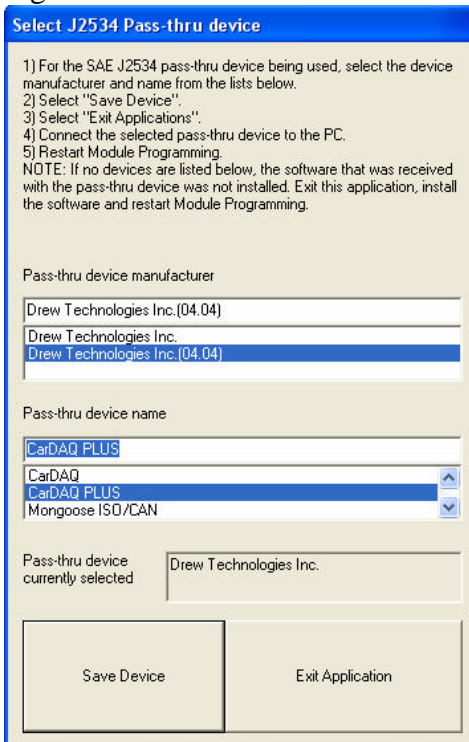 Select J2534 Pass-thru device
1) For the SAE J2534 pass-thru device being used, select the device
manufacturer and name from the lists below.
2) Select "Save Device".
3) Select "Exit Applications".
4) Connect the selected pass-thru device to the PC.
5) Restart Module Programming.
NOTE: If no devices are listed below, the software that was received
with the pass-thru device was not installed. Exit this application, install
the software and restart Module Programming.
Pass-thru device manufacturer
Drew Technologies Inc.(04.04)
Drew Technologies Inc.
Drew Technologies Inc.(04.04)
Pass-thru device name
CarDAQ PLUS
CarDAQ
CarDAQ PLUS
Mongoose ISO/CAN
Pass-thru device
currently selected
Drew Technologies Inc.
Save Device
Exit Application